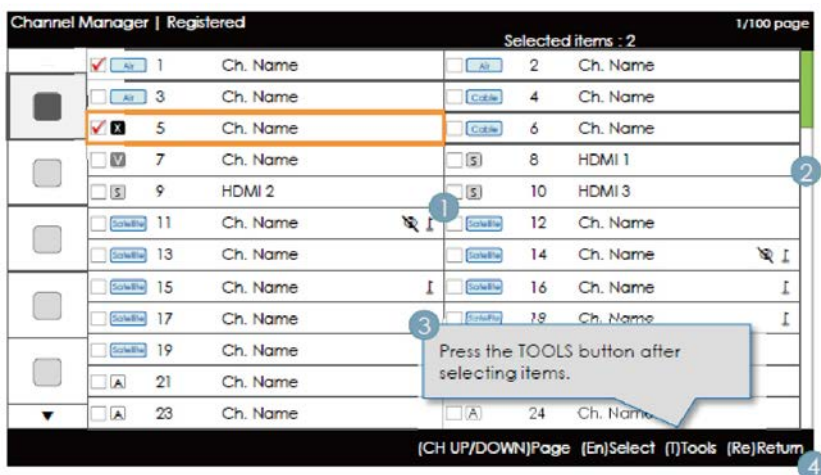 Channel Manager | Registered
1/100 page
Selected items : 2
Air 1 Ch. Name
Air 2 Ch. Name
Air 3 Ch. Name
Cable 4 Ch. Name
X 5 Ch. Name
Cable 6 Ch. Name
V 7 Ch. Name
S 8 HDMI 1
S 9 HDMI 2
S 10 HDMI 3
Satellite 11 Ch. Name
Satellite 12 Ch. Name
Satellite 13 Ch. Name
Satellite 14 Ch. Name
Satellite 15 Ch. Name
Satellite 16 Ch. Name
Satellite 17 Ch. Name
Satellite 18 Ch. Name
Satellite 19 Ch. Name
A 21 Ch. Name
A 23 Ch. Name
A 24 Ch. Name
1
2
3
Press the TOOLS button after
selecting items.
(CH UP/DOWN)Page (En)Select (T)Tools (Re)Return
4